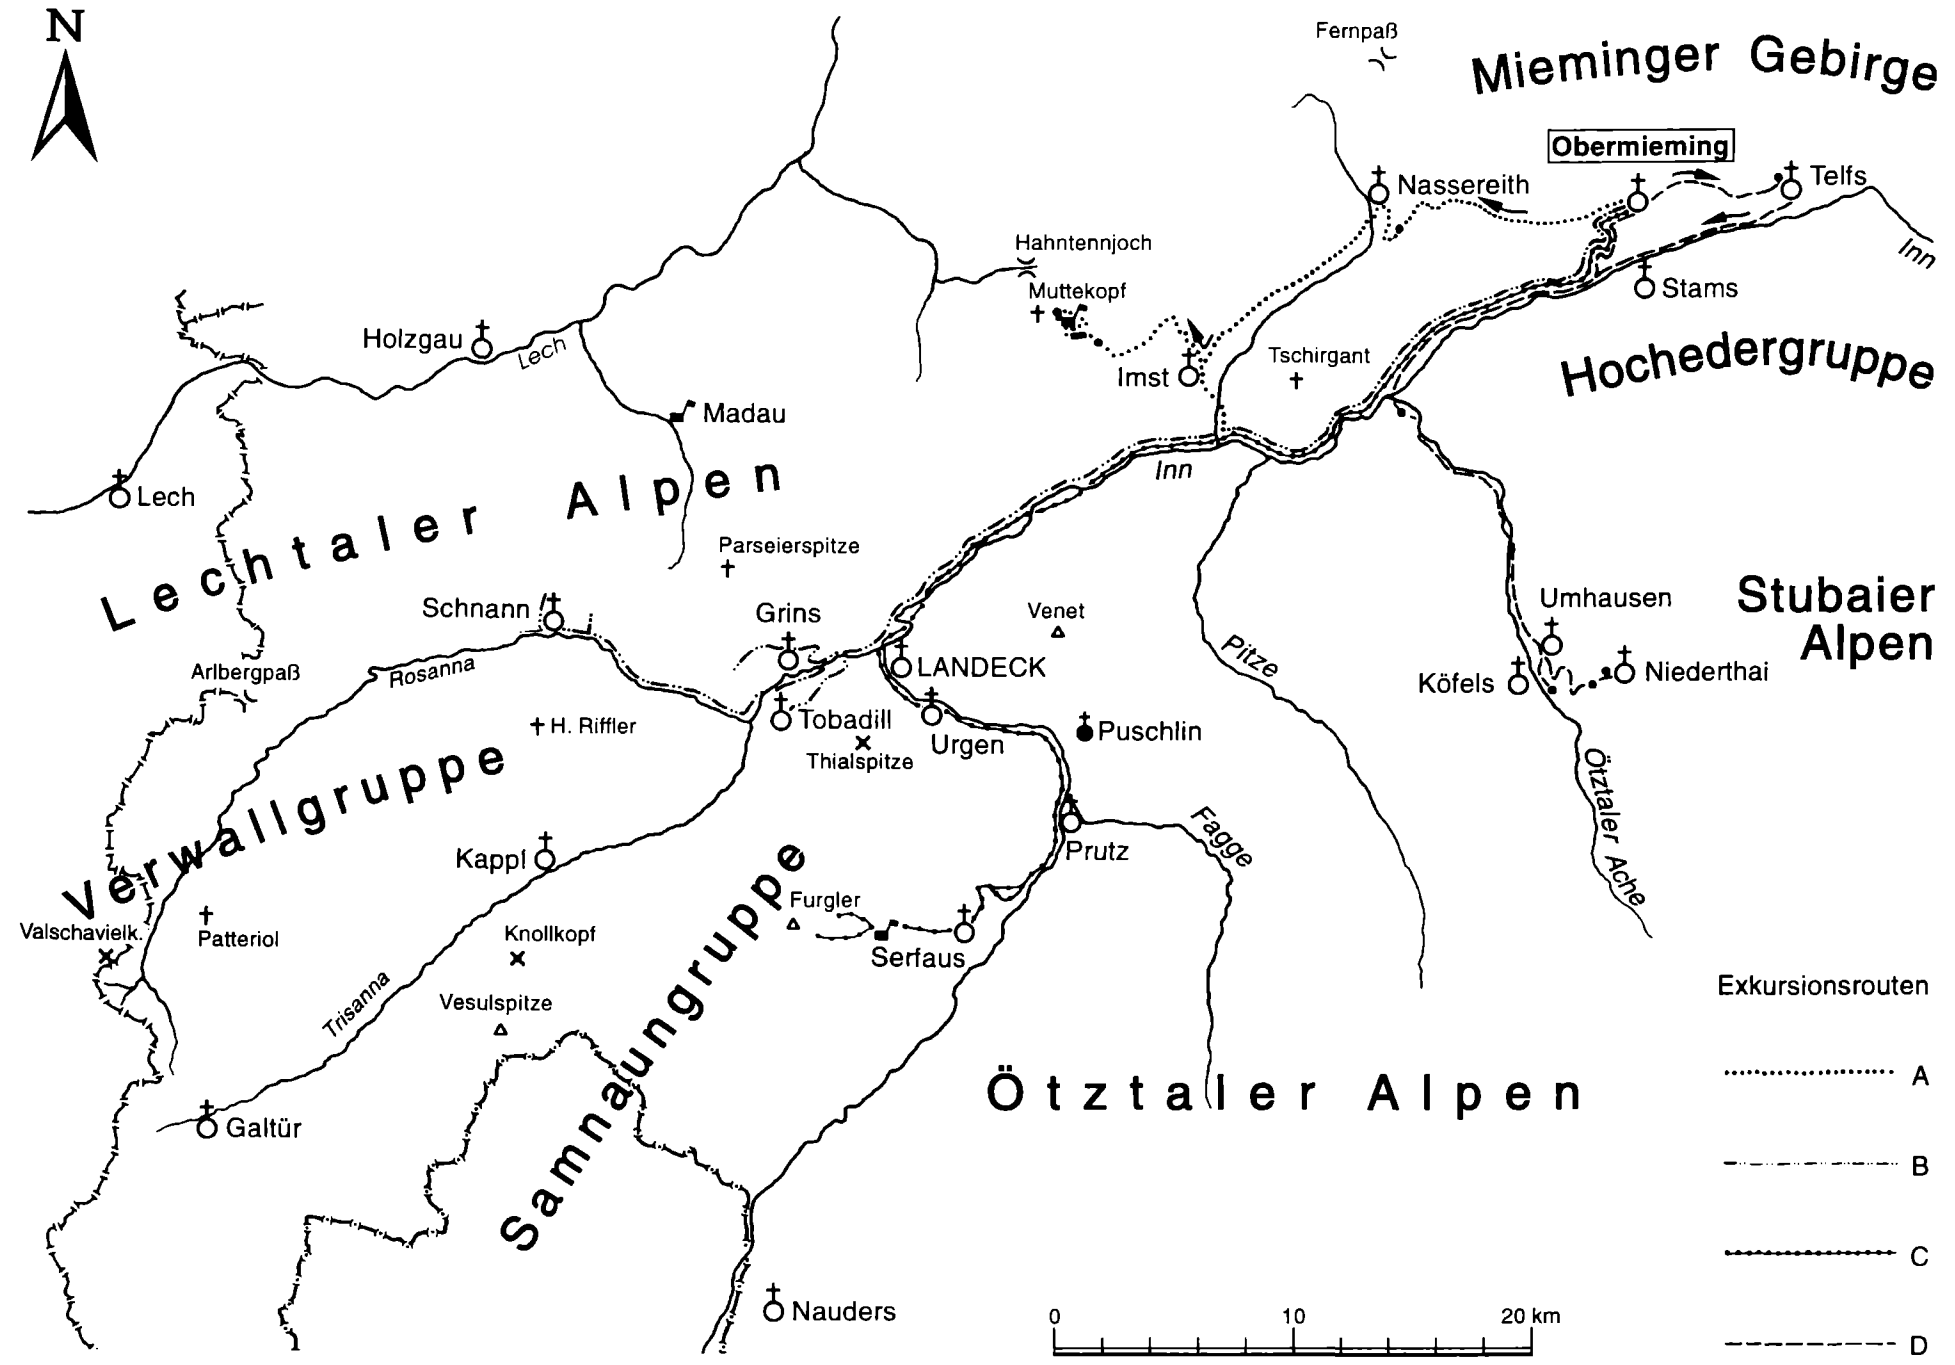 N
Fernpaß
Mieminger Gebirge
Obermieming
Telfs
Nassereith
Inn
Hahntennjoch
Muttekopf
Stams
Holzgau
Lech
Tschirgant
Imst
Hochedergruppe
Madau
Lech
Inn
Lechtaler Alpen
Parseierspitze
Schnann
Grins
Venet
Umhausen
Stubaier
Alpen
Pitze
Arlbergpaß
Rosanna
LANDECK
Köfels
Niederthai
H. Riffler
Tobadill
Urgen
Puschlin
Thialspitze
Ötztaler Ache
Verwallgruppe
Fagge
Prutz
Kappl
Furgler
Valschavielk.
Patteriol
Knollkopf
Serfaus
Samnaungruppe
Trisanna
Vesulspitze
Exkursionsrouten
A
Ötztaler Alpen
Galtür
B
C
Nauders
0 10 20 km
D